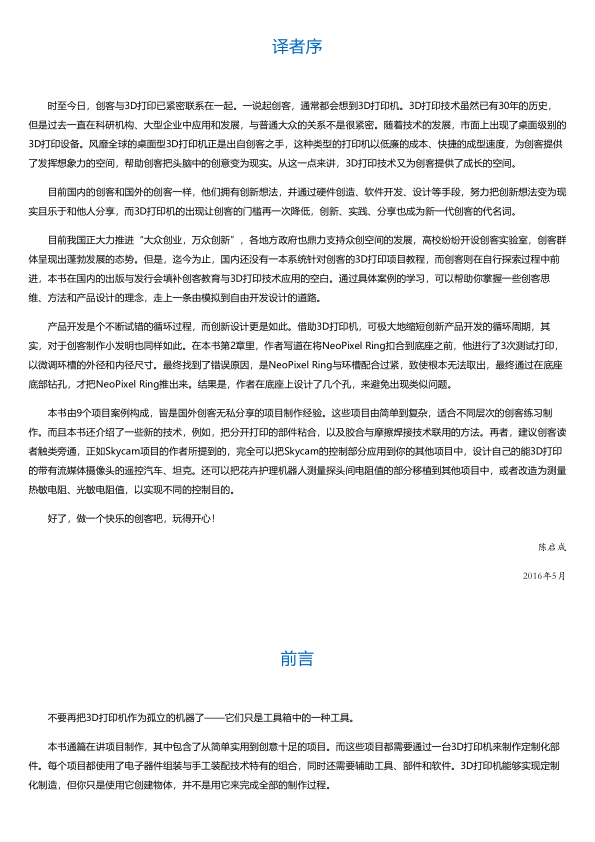 译者序
时至今日，创客与3D打印已紧密联系在一起。一说起创客，通常都会想到3D打印机。3D打印技术虽然已有30年的历史，
但是过去一直在科研机构、大型企业中应用和发展，与普通大众的关系不是很紧密。随着技术的发展，市面上出现了桌面级别的
3D打印设备。风靡全球的桌面型3D打印机正是出自创客之手，这种类型的打印机以低廉的成本、快捷的成型速度，为创客提供
了发挥想象力的空间，帮助创客把头脑中的创意变为现实。从这一点来讲，3D打印技术又为创客提供了成长的空间。
目前国内的创客和国外的创客一样，他们拥有创新想法，并通过硬件创造、软件开发、设计等手段，努力把创新想法变为现
实且乐于和他人分享，而3D打印机的出现让创客的门槛再一次降低，创新、实践、分享也成为新一代创客的代名词。
目前我国正大力推进“大众创业，万众创新”，各地方政府也鼎力支持众创空间的发展，高校纷纷开设创客实验室，创客群
体呈现出蓬勃发展的态势。但是，迄今为止，国内还没有一本系统针对创客的3D打印项目教程，而创客则在自行探索过程中前
进，本书在国内的出版与发行会填补创客教育与3D打印技术应用的空白。通过具体案例的学习，可以帮助你掌握一些创客思
维、方法和产品设计的理念，走上一条由模拟到自由开发设计的道路。
产品开发是个不断试错的循环过程，而创新设计更是如此。借助3D打印机，可极大地缩短创新产品开发的循环周期，其
实，对于创客制作小发明也同样如此。在本书第2章里，作者写道在将NeoPixel Ring扣合到底座之前，他进行了3次测试打印，
以微调环槽的外径和内径尺寸。最终找到了错误原因，是NeoPixel Ring与环槽配合过紧，致使根本无法取出，最终通过在底座
底部钻孔，才把NeoPixel Ring推出来。结果是，作者在底座上设计了几个孔，来避免出现类似问题。
本书由9个项目案例构成，皆是国外创客无私分享的项目制作经验。这些项目由简单到复杂，适合不同层次的创客练习制
作。而且本书还介绍了一些新的技术，例如，把分开打印的部件粘合，以及胶合与摩擦焊接技术联用的方法。再者，建议创客读
者触类旁通，正如Skycam项目的作者所提到的，完全可以把Skycam的控制部分应用到你的其他项目中，设计自己的能3D打印
的带有流媒体摄像头的遥控汽车、坦克。还可以把花卉护理机器人测量探头间电阻值的部分移植到其他项目中，或者改造为测量
热敏电阻、光敏电阻值，以实现不同的控制目的。
好了，做一个快乐的创客吧，玩得开心！
陈启成
2016年5月
前言
不要再把3D打印机作为孤立的机器了——它们只是工具箱中的一种工具。
本书通篇在讲项目制作，其中包含了从简单实用到创意十足的项目。而这些项目都需要通过一台3D打印机来制作定制化部
件。每个项目都使用了电子器件组装与手工装配技术特有的组合，同时还需要辅助工具、部件和软件。3D打印机能够实现定制
化制造，但你只是使用它创建物体，并不是用它来完成全部的制作过程。